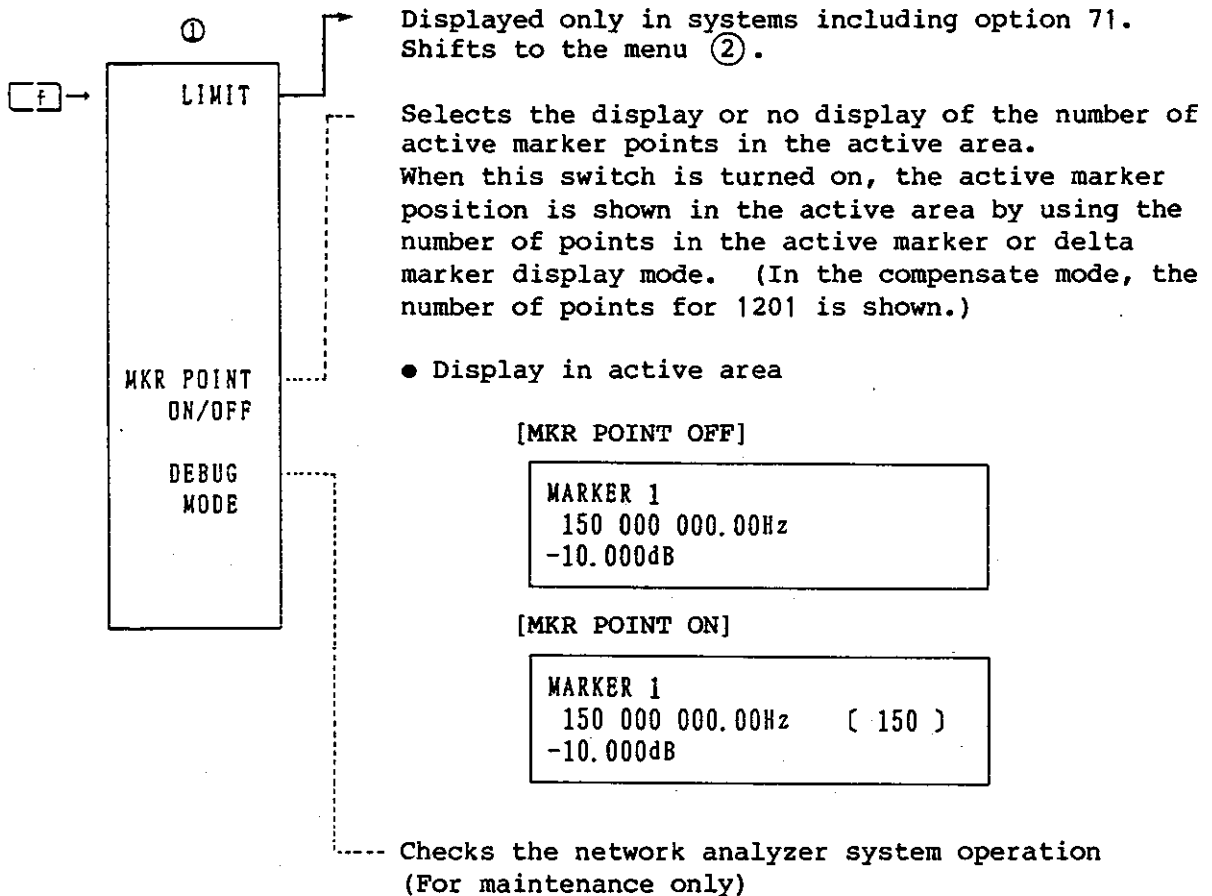 ①
f
LIMIT
Displayed only in systems including option 71.
Shifts to the menu ②.
Selects the display or no display of the number of
active marker points in the active area.
When this switch is turned on, the active marker
position is shown in the active area by using the
number of points in the active marker or delta
marker display mode. (In the compensate mode, the
number of points for 1201 is shown.)
MKR POINT
ON/OFF
● Display in active area
[MKR POINT OFF]
MARKER 1
150 000 000.00Hz
-10.000dB
[MKR POINT ON]
MARKER 1
150 000 000.00Hz [ 150 ]
-10.000dB
DEBUG
MODE
Checks the network analyzer system operation
(For maintenance only)